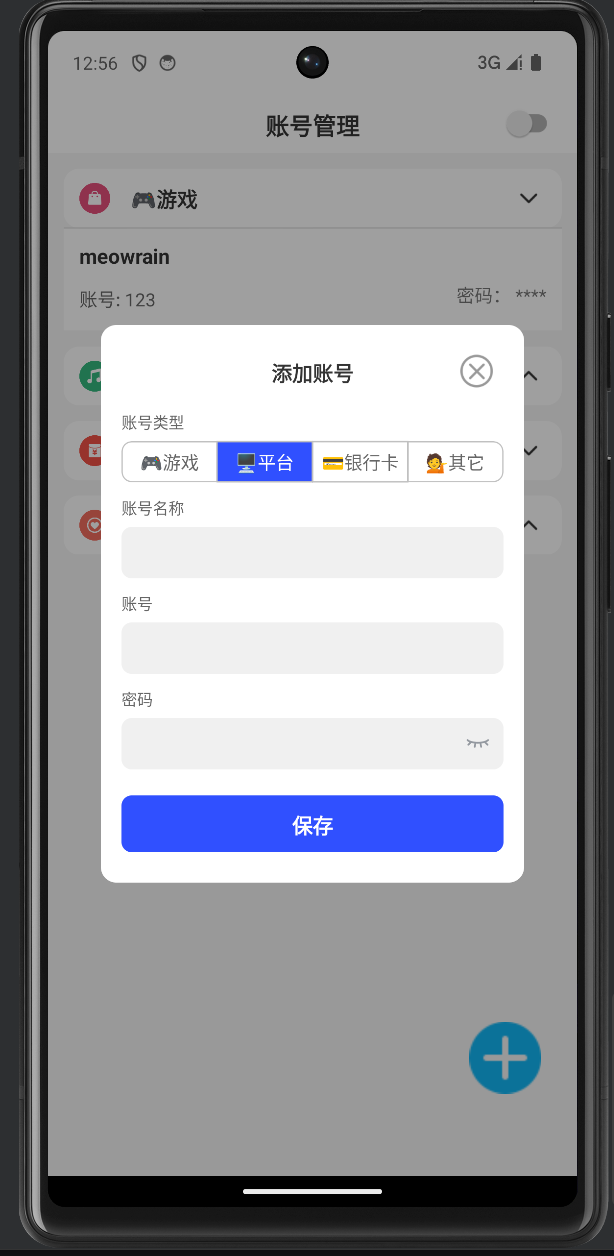 12:56 3G
账号管理
🎮游戏
meowrain
账号: 123 密码: ****
添加账号
账号类型
🎮游戏 🖥️平台 💳银行卡 💁其它
账号名称
账号
密码
保存